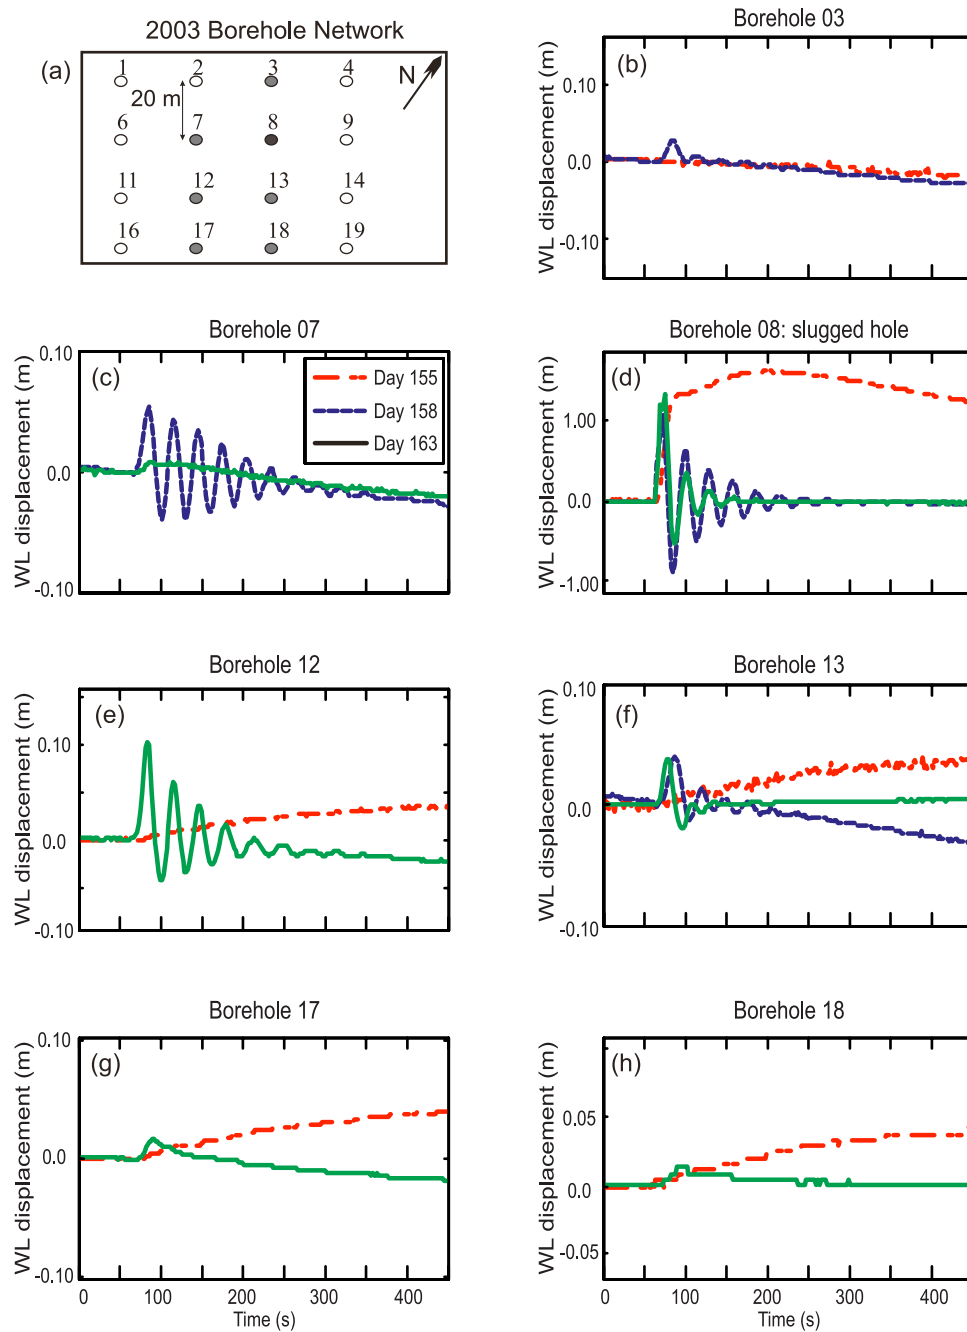 2003 Borehole Network
(a)
1 2 3 4
N
20 m
6 7 8 9
11 12 13 14
16 17 18 19
Borehole 03
(b)
WL displacement (m)
0.10
0.0
-0.10
Borehole 07
(c)
WL displacement (m)
0.10
0.0
-0.10
Day 155
Day 158
Day 163
Borehole 08: slugged hole
(d)
WL displacement (m)
1.00
0.0
-1.00
Borehole 12
(e)
WL displacement (m)
0.10
0.0
-0.10
Borehole 13
(f)
WL displacement (m)
0.10
0.0
-0.10
Borehole 17
(g)
WL displacement (m)
0.10
0.0
-0.10
0 100 200 300 400
Time (s)
Borehole 18
(h)
WL displacement (m)
0.05
0.0
-0.05
0 100 200 300 400
Time (s)